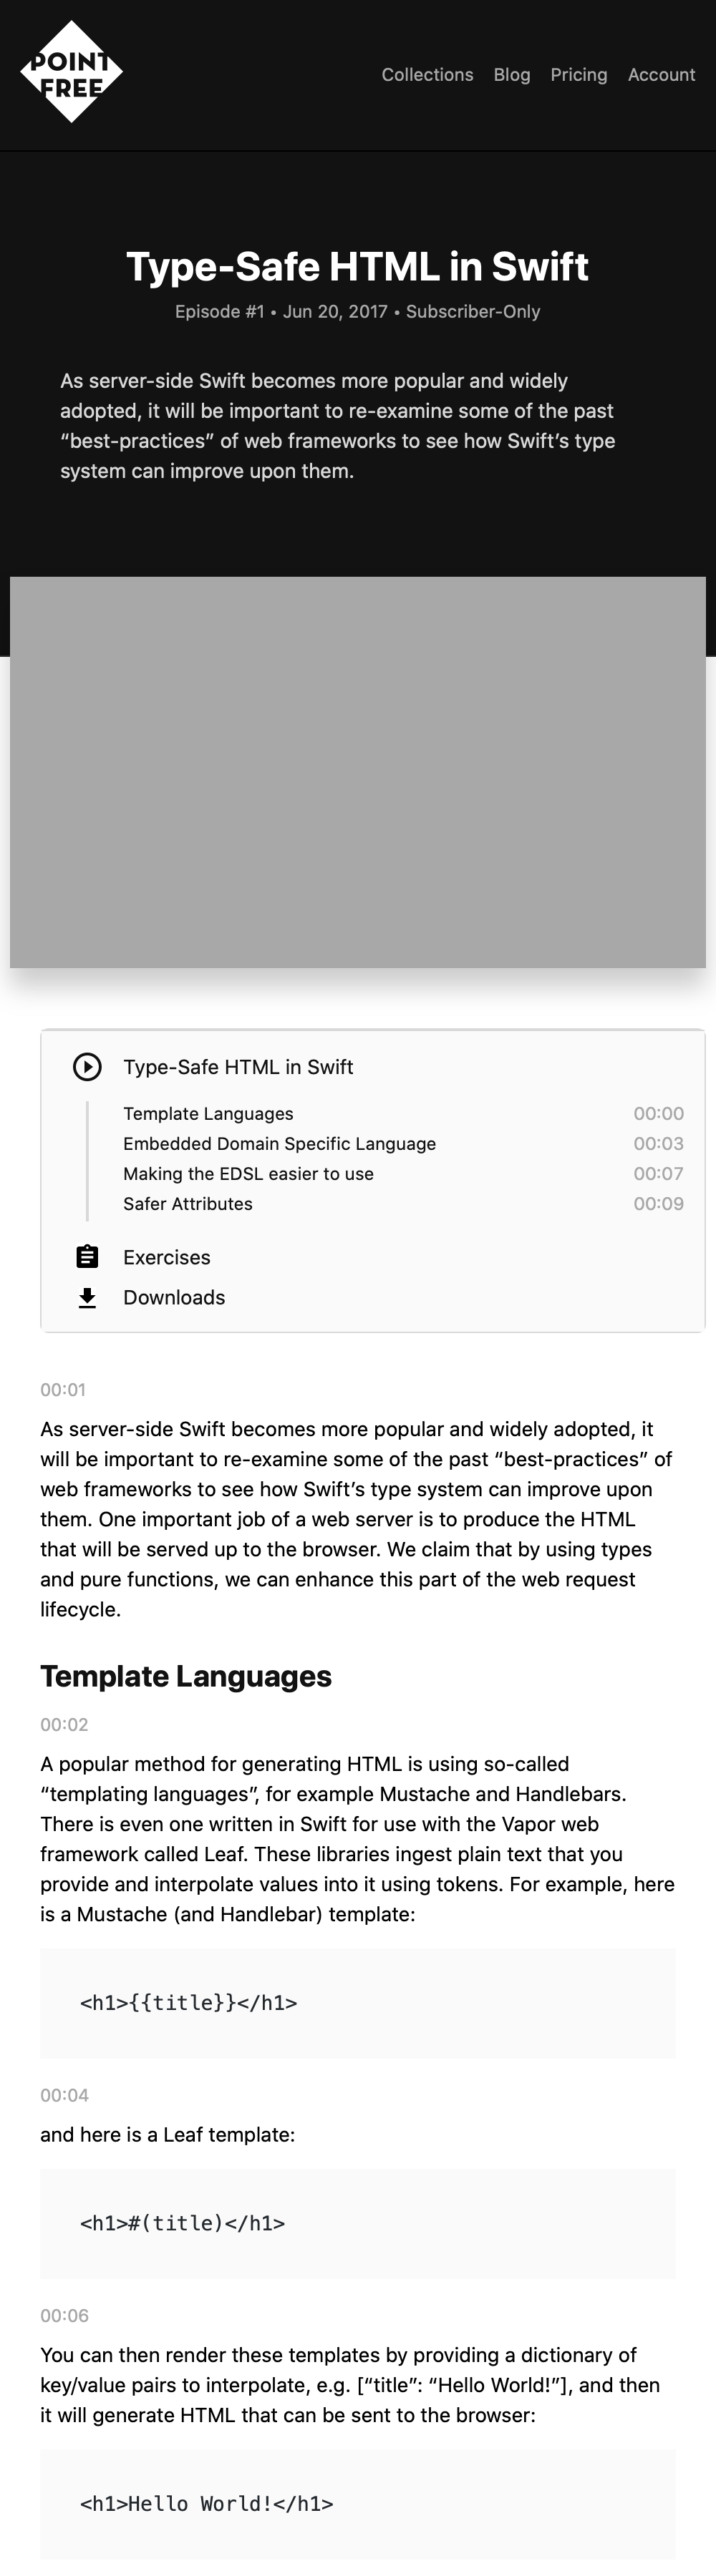 POINT
FREE
Collections Blog Pricing Account
Type-Safe HTML in Swift
Episode #1 • Jun 20, 2017 • Subscriber-Only
As server-side Swift becomes more popular and widely
adopted, it will be important to re-examine some of the past
“best-practices” of web frameworks to see how Swift’s type
system can improve upon them.
Type-Safe HTML in Swift
Template Languages 00:00
Embedded Domain Specific Language 00:03
Making the EDSL easier to use 00:07
Safer Attributes 00:09
Exercises
Downloads
00:01
As server-side Swift becomes more popular and widely adopted, it
will be important to re-examine some of the past “best-practices” of
web frameworks to see how Swift’s type system can improve upon
them. One important job of a web server is to produce the HTML
that will be served up to the browser. We claim that by using types
and pure functions, we can enhance this part of the web request
lifecycle.
Template Languages
00:02
A popular method for generating HTML is using so-called
“templating languages”, for example Mustache and Handlebars.
There is even one written in Swift for use with the Vapor web
framework called Leaf. These libraries ingest plain text that you
provide and interpolate values into it using tokens. For example, here
is a Mustache (and Handlebar) template:
<h1>{{title}}</h1>
00:04
and here is a Leaf template:
<h1>#(title)</h1>
00:06
You can then render these templates by providing a dictionary of
key/value pairs to interpolate, e.g. [“title”: “Hello World!”], and then
it will generate HTML that can be sent to the browser:
<h1>Hello World!</h1>